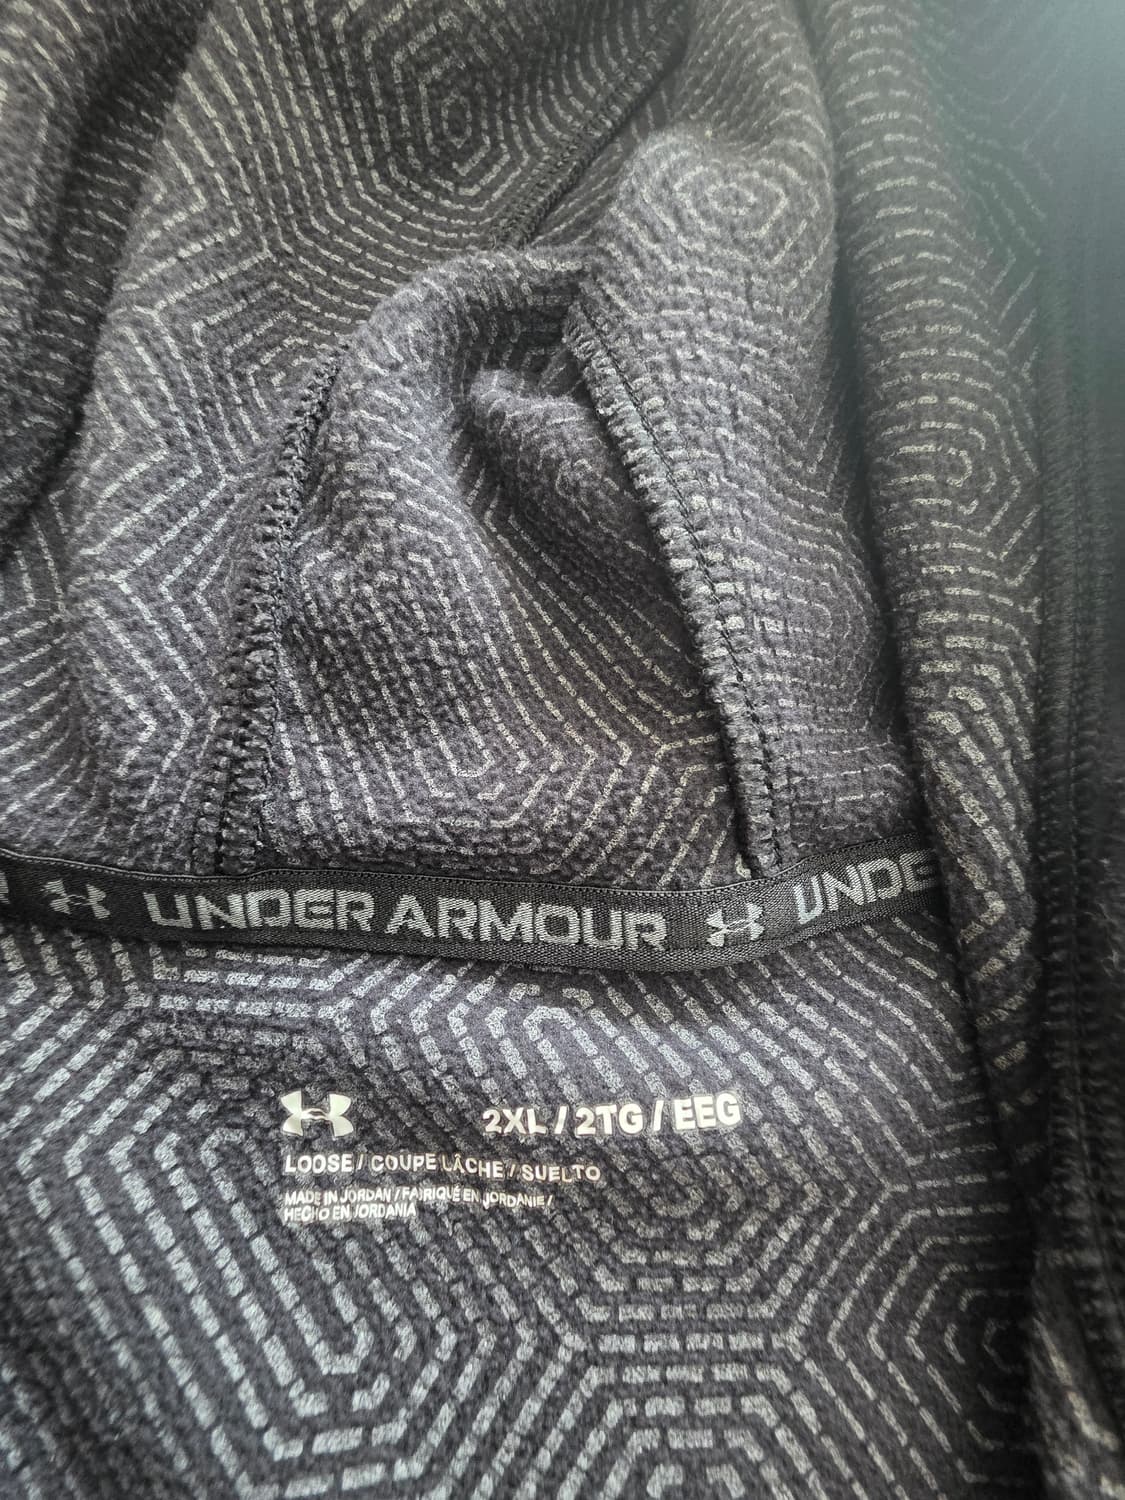 UNDER ARMOUR UNDE
2XL / 2TG / EEG
LOOSE / COUPE LÂCHE / SUELTO
MADE IN JORDAN / FABRIQUÉ EN JORDANIE /
HECHO EN JORDANIA